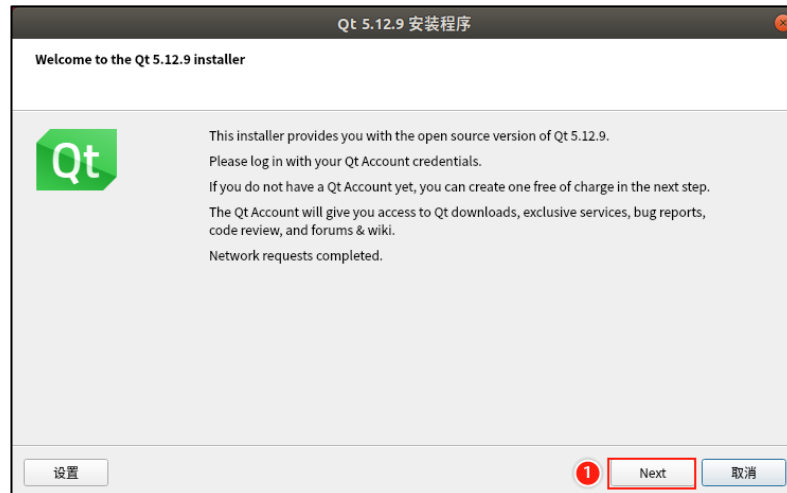 Qt 5.12.9 安装程序
Welcome to the Qt 5.12.9 installer
Qt
This installer provides you with the open source version of Qt 5.12.9.
Please log in with your Qt Account credentials.
If you do not have a Qt Account yet, you can create one free of charge in the next step.
The Qt Account will give you access to Qt downloads, exclusive services, bug reports,
code review, and forums & wiki.
Network requests completed.
设置
1
Next
取消